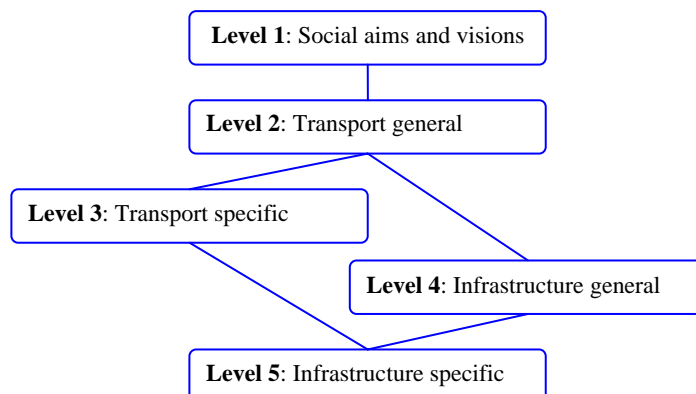 Level 1: Social aims and visions
Level 2: Transport general
Level 3: Transport specific
Level 4: Infrastructure general
Level 5: Infrastructure specific